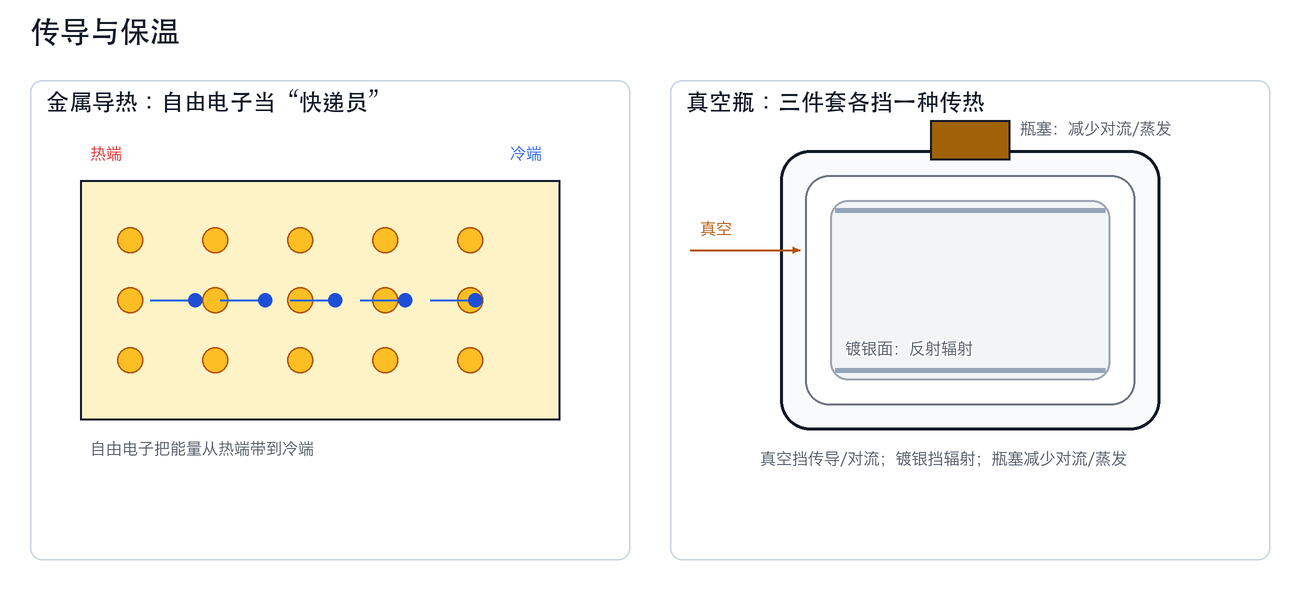 传导与保温
金属导热：自由电子当“快递员”
热端
冷端
自由电子把能量从热端带到冷端
真空瓶：三件套各挡一种传热
瓶塞：减少对流/蒸发
真空
镀银面：反射辐射
真空挡传导/对流；镀银挡辐射；瓶塞减少对流/蒸发